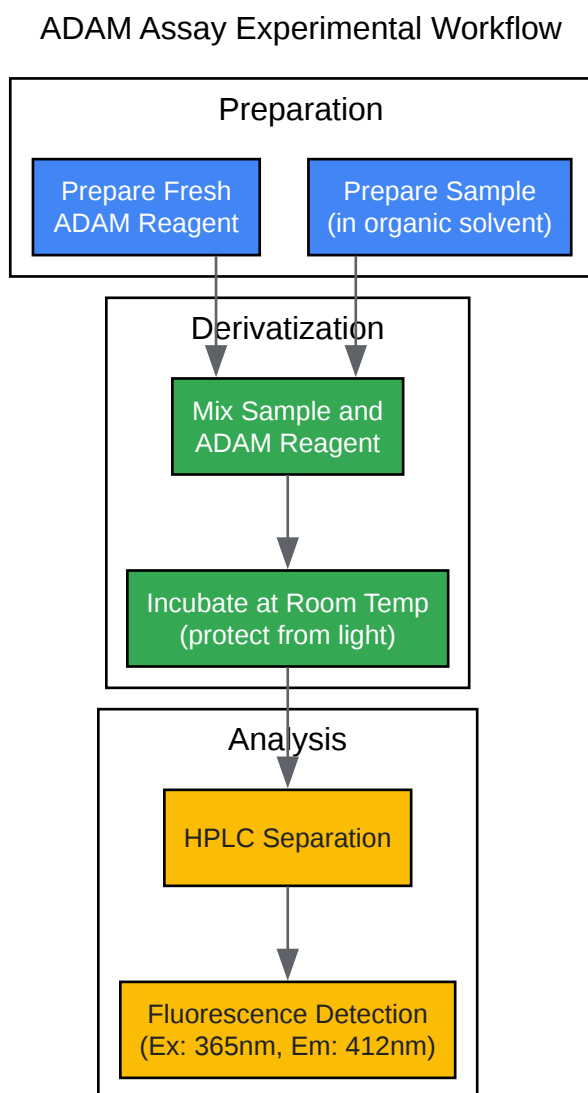 ADAM Assay Experimental Workflow
Preparation
Prepare Fresh
ADAM Reagent
Prepare Sample
(in organic solvent)
Derivatization
Mix Sample and
ADAM Reagent
Incubate at Room Temp
(protect from light)
Analysis
HPLC Separation
Fluorescence Detection
(Ex: 365nm, Em: 412nm)